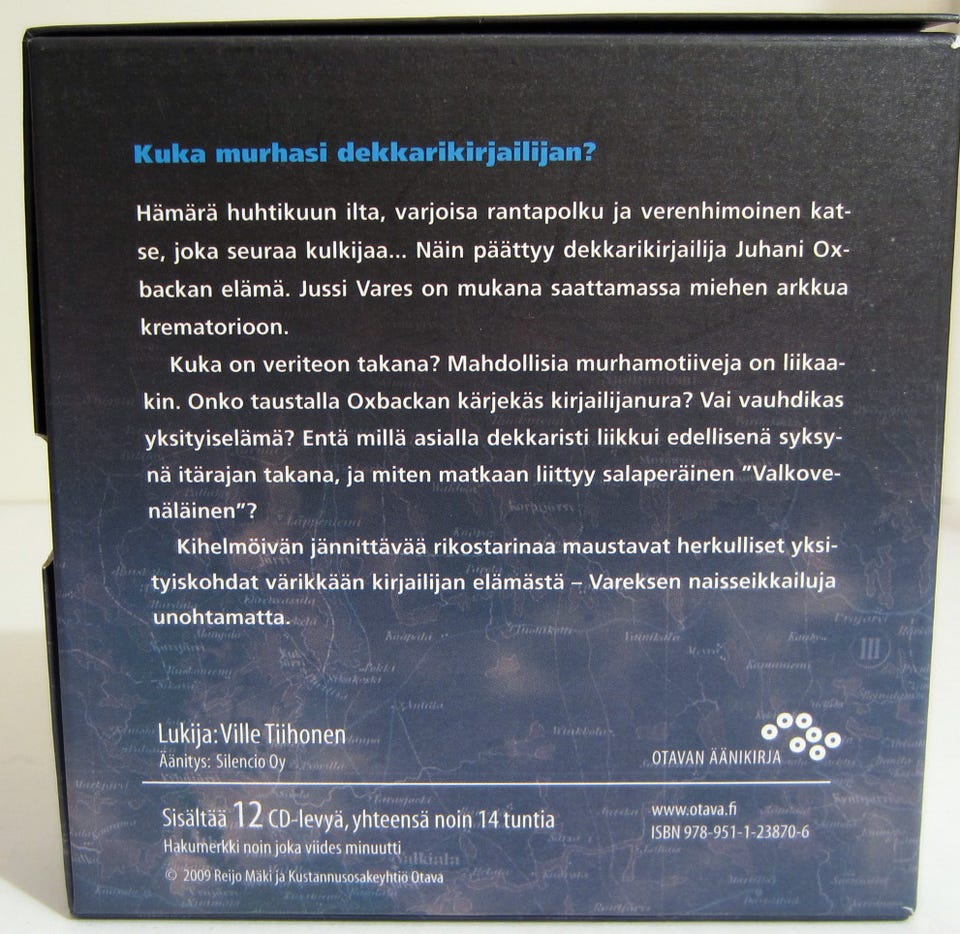 Kuka murhasi dekkarikirjailijan?
Hämärä huhtikuun ilta, varjoisa rantapolku ja verenhimoinen kat-
se, joka seuraa kulkijaa... Näin päättyy dekkarikirjailija Juhani Ox-
backan elämä. Jussi Vares on mukana saattamassa miehen arkkua
krematorioon.
Kuka on veriteon takana? Mahdollisia murhamotiiveja on liikaa-
kin. Onko taustalla Oxbackan kärjekäs kirjailijanura? Vai vauhdikas
yksityiselämä? Entä millä asialla dekkaristi liikkui edellisenä syksy-
nä itärajan takana, ja miten matkaan liittyy salaperäinen ”Valkove-
näläinen”?
Kihelmöivän jännittävää rikostarinaa maustavat herkulliset yksi-
tyiskohdat värikkään kirjailijan elämästä – Vareksen naisseikkailuja
unohtamatta.
III
Lukija: Ville Tiihonen
Äänitys: Silencio Oy
OTAVAN ÄÄNIKIRJA
Sisältää 12 CD-levyä, yhteensä noin 14 tuntia
Hakumerkki noin joka viides minuutti
© 2009 Reijo Mäki ja Kustannusosakeyhtiö Otava
www.otava.fi
ISBN 978-951-1-23870-6